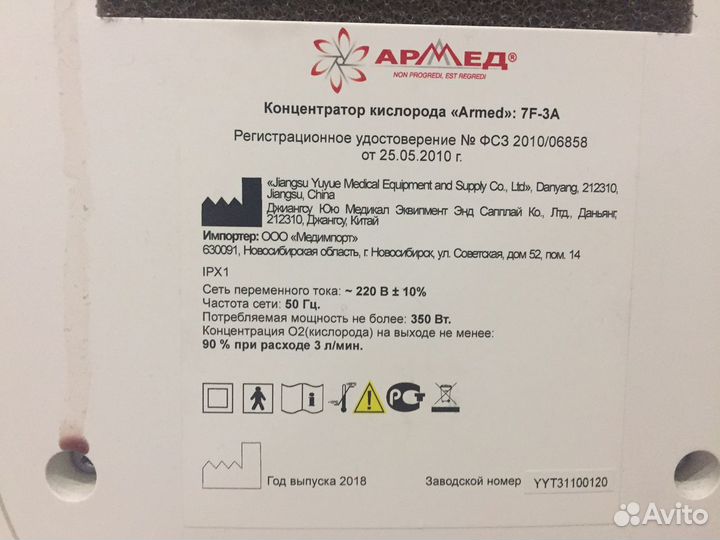 АРМЕД®
NON PROGREDI, EST REGREDI
Концентратор кислорода «Armed»: 7F-3A
Регистрационное удостоверение № ФСЗ 2010/06858
от 25.05.2010 г.
«Jiangsu Yuyue Medical Equipment and Supply Co., Ltd», Danyang, 212310,
Jiangsu, China
Джиангсу Юю Медикал Эквипмент Энд Сапплай Ко., Лтд., Даньянг,
212310, Джангсу, Китай
Импортер: ООО «Медимпорт»
630091, Новосибирская область, г. Новосибирск, ул. Советская, дом 52, пом. 14
IPX1
Сеть переменного тока: ~ 220 В ± 10%
Частота сети: 50 Гц.
Потребляемая мощность не более: 350 Вт.
Концентрация О2(кислорода) на выходе не менее:
90 % при расходе 3 л/мин.
Год выпуска 2018
Заводской номер YYT31100120
Avito